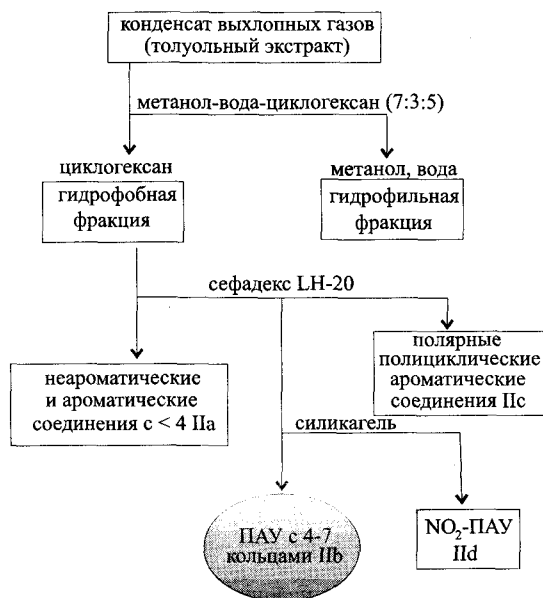 конденсат выхлопных газов
(толуольный экстракт)
метанол-вода-циклогексан (7:3:5)
циклогексан
гидрофобная
фракция
метанол, вода
гидрофильная
фракция
сефадекс LH-20
неароматические
и ароматические
соединения с < 4 IIa
полярные
полициклические
ароматические
соединения IIc
силикагель
ПАУ с 4-7
кольцами IIb
NO₂-ПАУ
IId